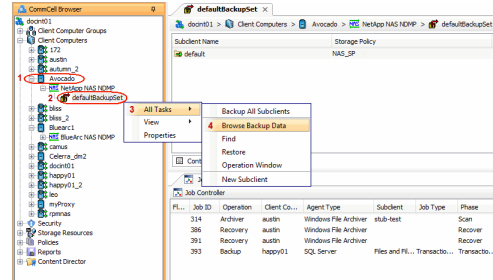 CommCell Browser
docint01
Client Computer Groups
Client Computers
172
austin
autumn_2
1 Avocado
NetApp NAS NDMP
2 defaultBackupSet
bliss
bliss_2
Bluearc1
BlueArc NAS NDMP
camus
Celerra_dm2
docint01
happy01
happy01_2
leo
myProxy
rpmnas
Security
Storage Resources
Policies
Reports
Content Director
defaultBackupSet
docint01 > Client Computers > Avocado > NetApp NAS NDMP > defaultBackupSet
Subclient Name Storage Policy
default NAS_SP
3 All Tasks
View
Properties
Backup All Subclients
4 Browse Backup Data
Find
Restore
Operation Window
New Subclient
Cont
Job Controller
Fl... Job ID Operation Client Co... Agent Type Subclient Job Type Phase
314 Archiver austin Windows File Archiver stub-test Scan
386 Recovery austin Windows File Archiver Recover
391 Recovery austin Windows File Archiver Recover
393 Backup happy01 SQL Server Files and Fil... Transactio... Transactio...